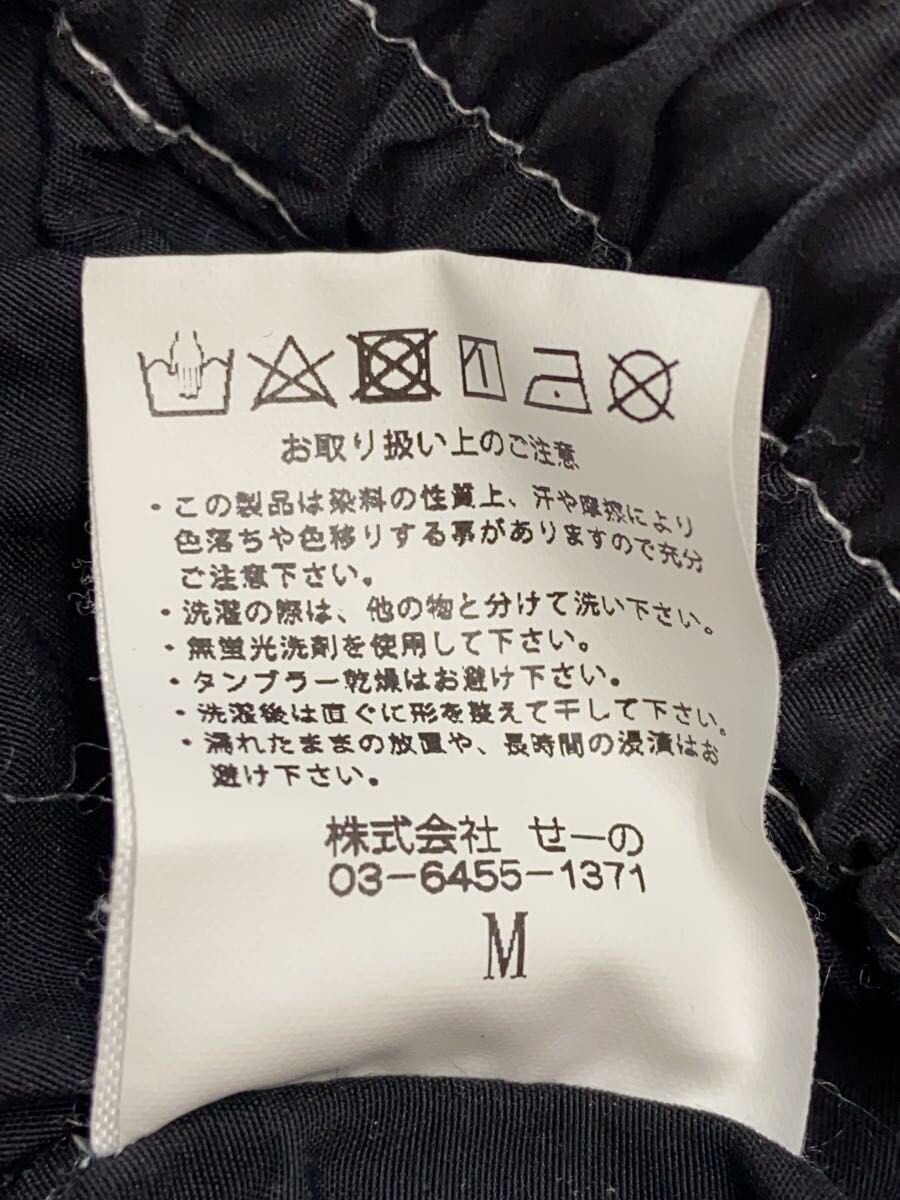 お取り扱い上のご注意
・この製品は染料の性質上、汗や摩擦により
色落ちや色移りする事がありますので充分
ご注意下さい。
・洗濯の際は、他の物と分けて洗い下さい。
・無蛍光洗剤を使用して下さい。
・タンブラー乾燥はお避け下さい。
・洗濯後は直ぐに形を整えて干して下さい。
・濡れたままの放置や、長時間の浸漬はお
避け下さい。
株式会社 せーの
03-6455-1371
M